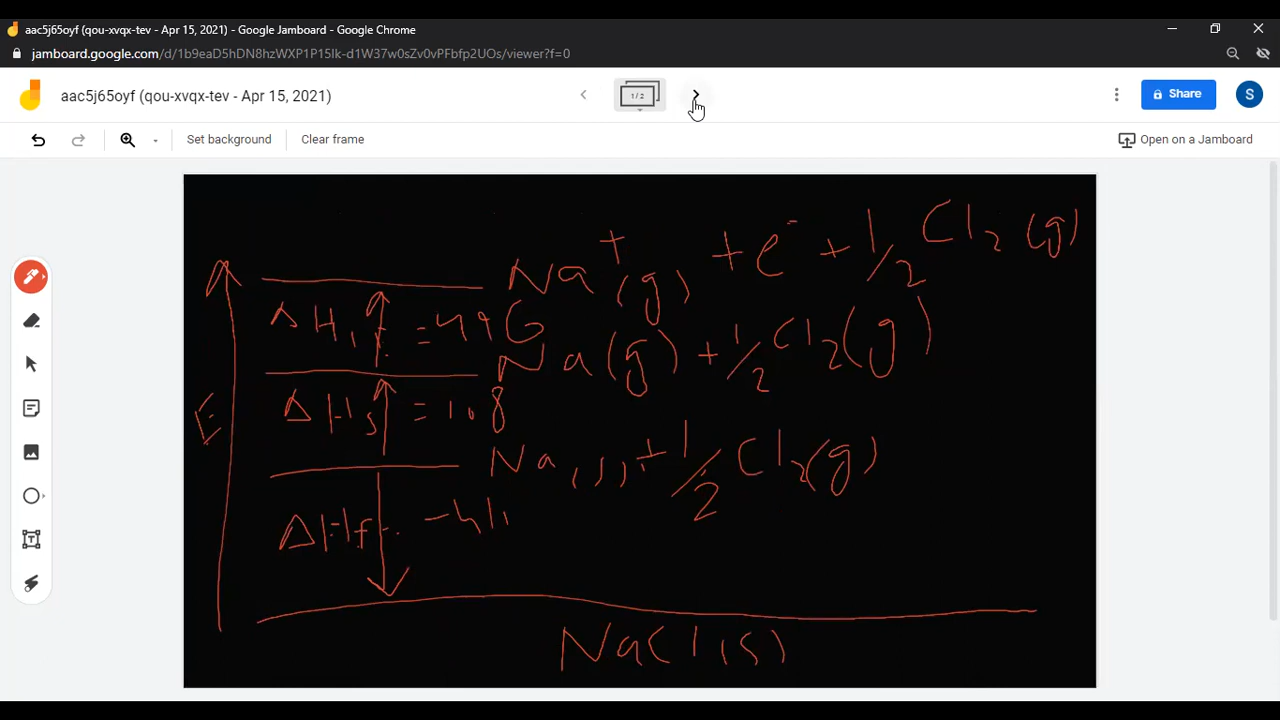 aac5j65oyf (qou-xvqx-tev - Apr 15, 2021) - Google Jamboard - Google Chrome
jamboard.google.com/d/1b9eaD5hDN8hzWXP1P15Ik-d1W37w0sZv0vPFbfp2UOs/viewer?f=0
aac5j65oyf (qou-xvqx-tev - Apr 15, 2021)
1 / 2
Share
S
Set background
Clear frame
Open on a Jamboard
Na⁺(g) + e⁻ + 1/2 Cl₂ (g)
ΔH₁ = 496
Na(g) + 1/2 Cl₂(g)
ΔHs = 108
Na(s) + 1/2 Cl₂(g)
E
ΔHf = -411
NaCl(s)